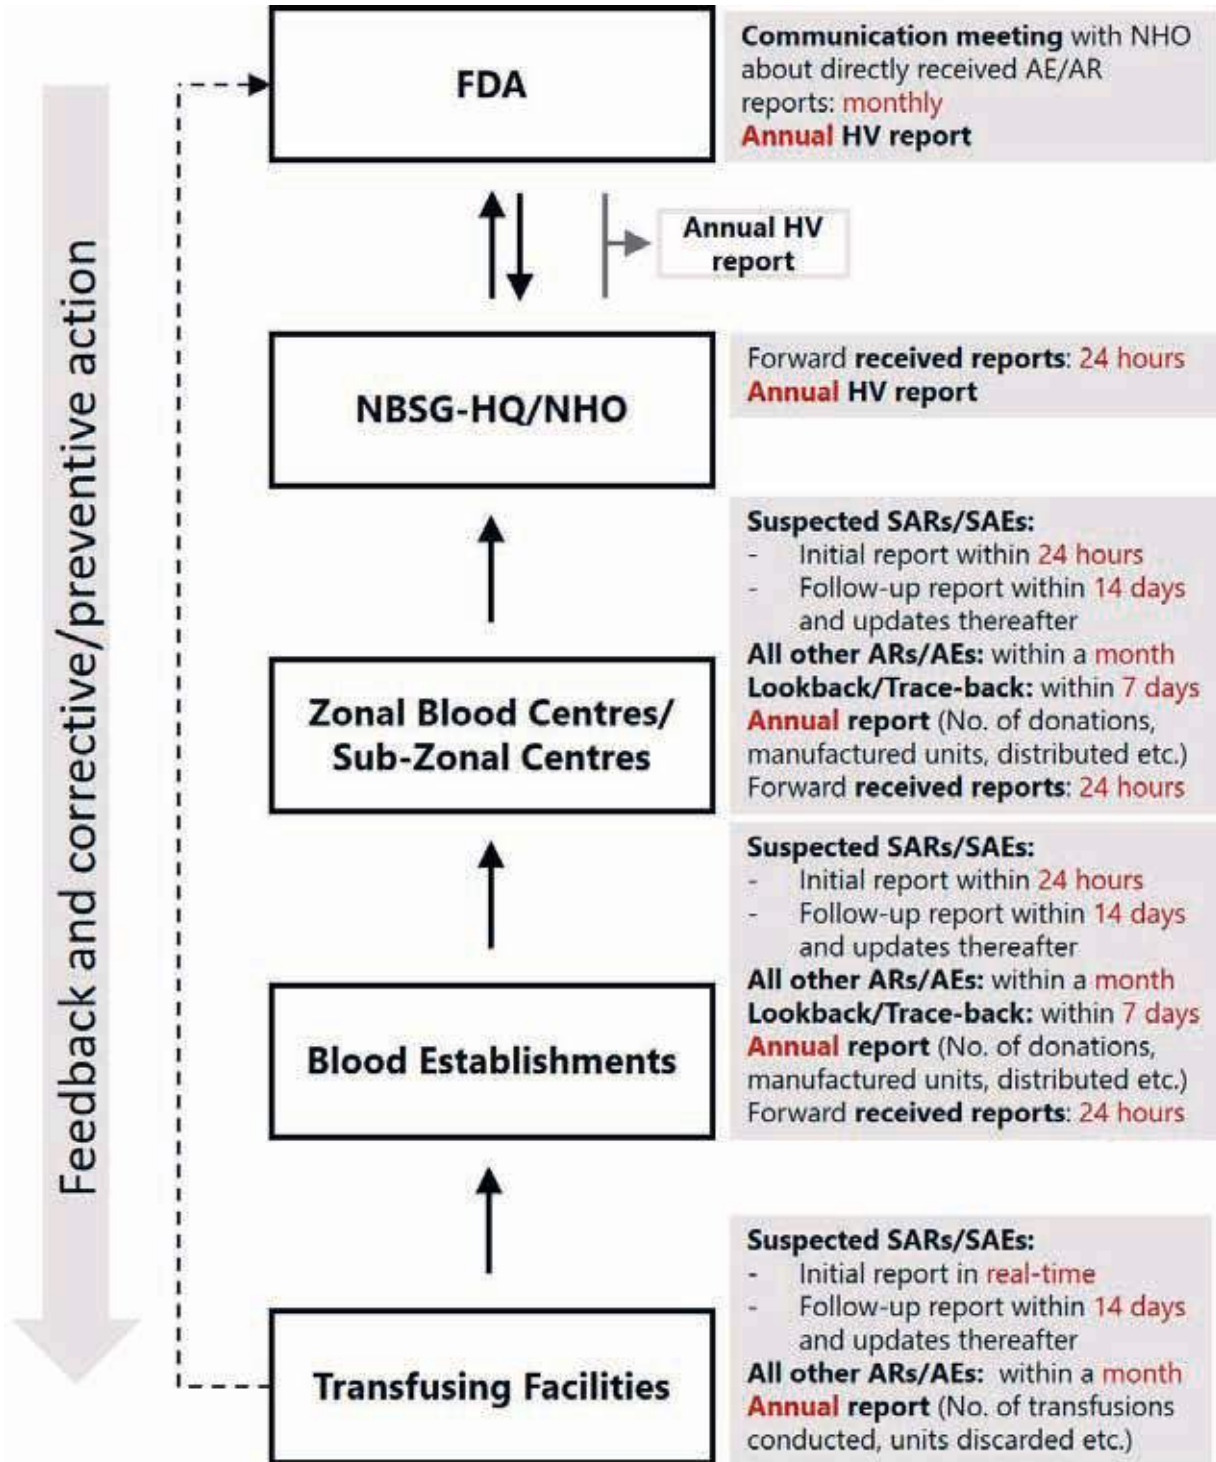 FDA
Communication meeting with NHO
about directly received AE/AR
reports: monthly
Annual HV report
Annual HV
report
NBSG-HQ/NHO
Forward received reports: 24 hours
Annual HV report
Feedback and corrective/preventive action
Zonal Blood Centres/
Sub-Zonal Centres
Suspected SARs/SAEs:
- Initial report within 24 hours
- Follow-up report within 14 days
and updates thereafter
All other ARs/AEs: within a month
Lookback/Trace-back: within 7 days
Annual report (No. of donations,
manufactured units, distributed etc.)
Forward received reports: 24 hours
Blood Establishments
Suspected SARs/SAEs:
- Initial report within 24 hours
- Follow-up report within 14 days
and updates thereafter
All other ARs/AEs: within a month
Lookback/Trace-back: within 7 days
Annual report (No. of donations,
manufactured units, distributed etc.)
Forward received reports: 24 hours
Transfusing Facilities
Suspected SARs/SAEs:
- Initial report in real-time
- Follow-up report within 14 days
and updates thereafter
All other ARs/AEs: within a month
Annual report (No. of transfusions
conducted, units discarded etc.)